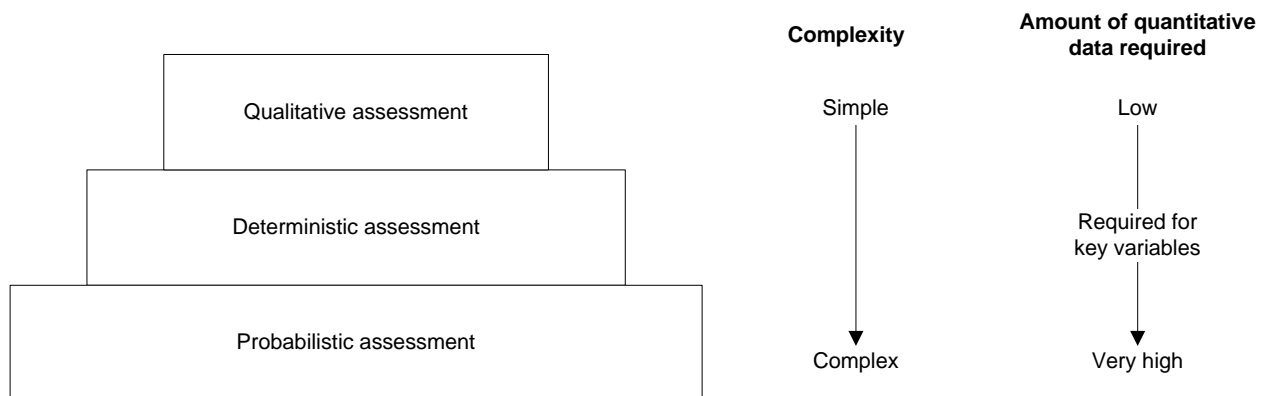 Complexity
Amount of quantitative
data required
Qualitative assessment
Simple
Low
Deterministic assessment
Required for
key variables
Probabilistic assessment
Complex
Very high